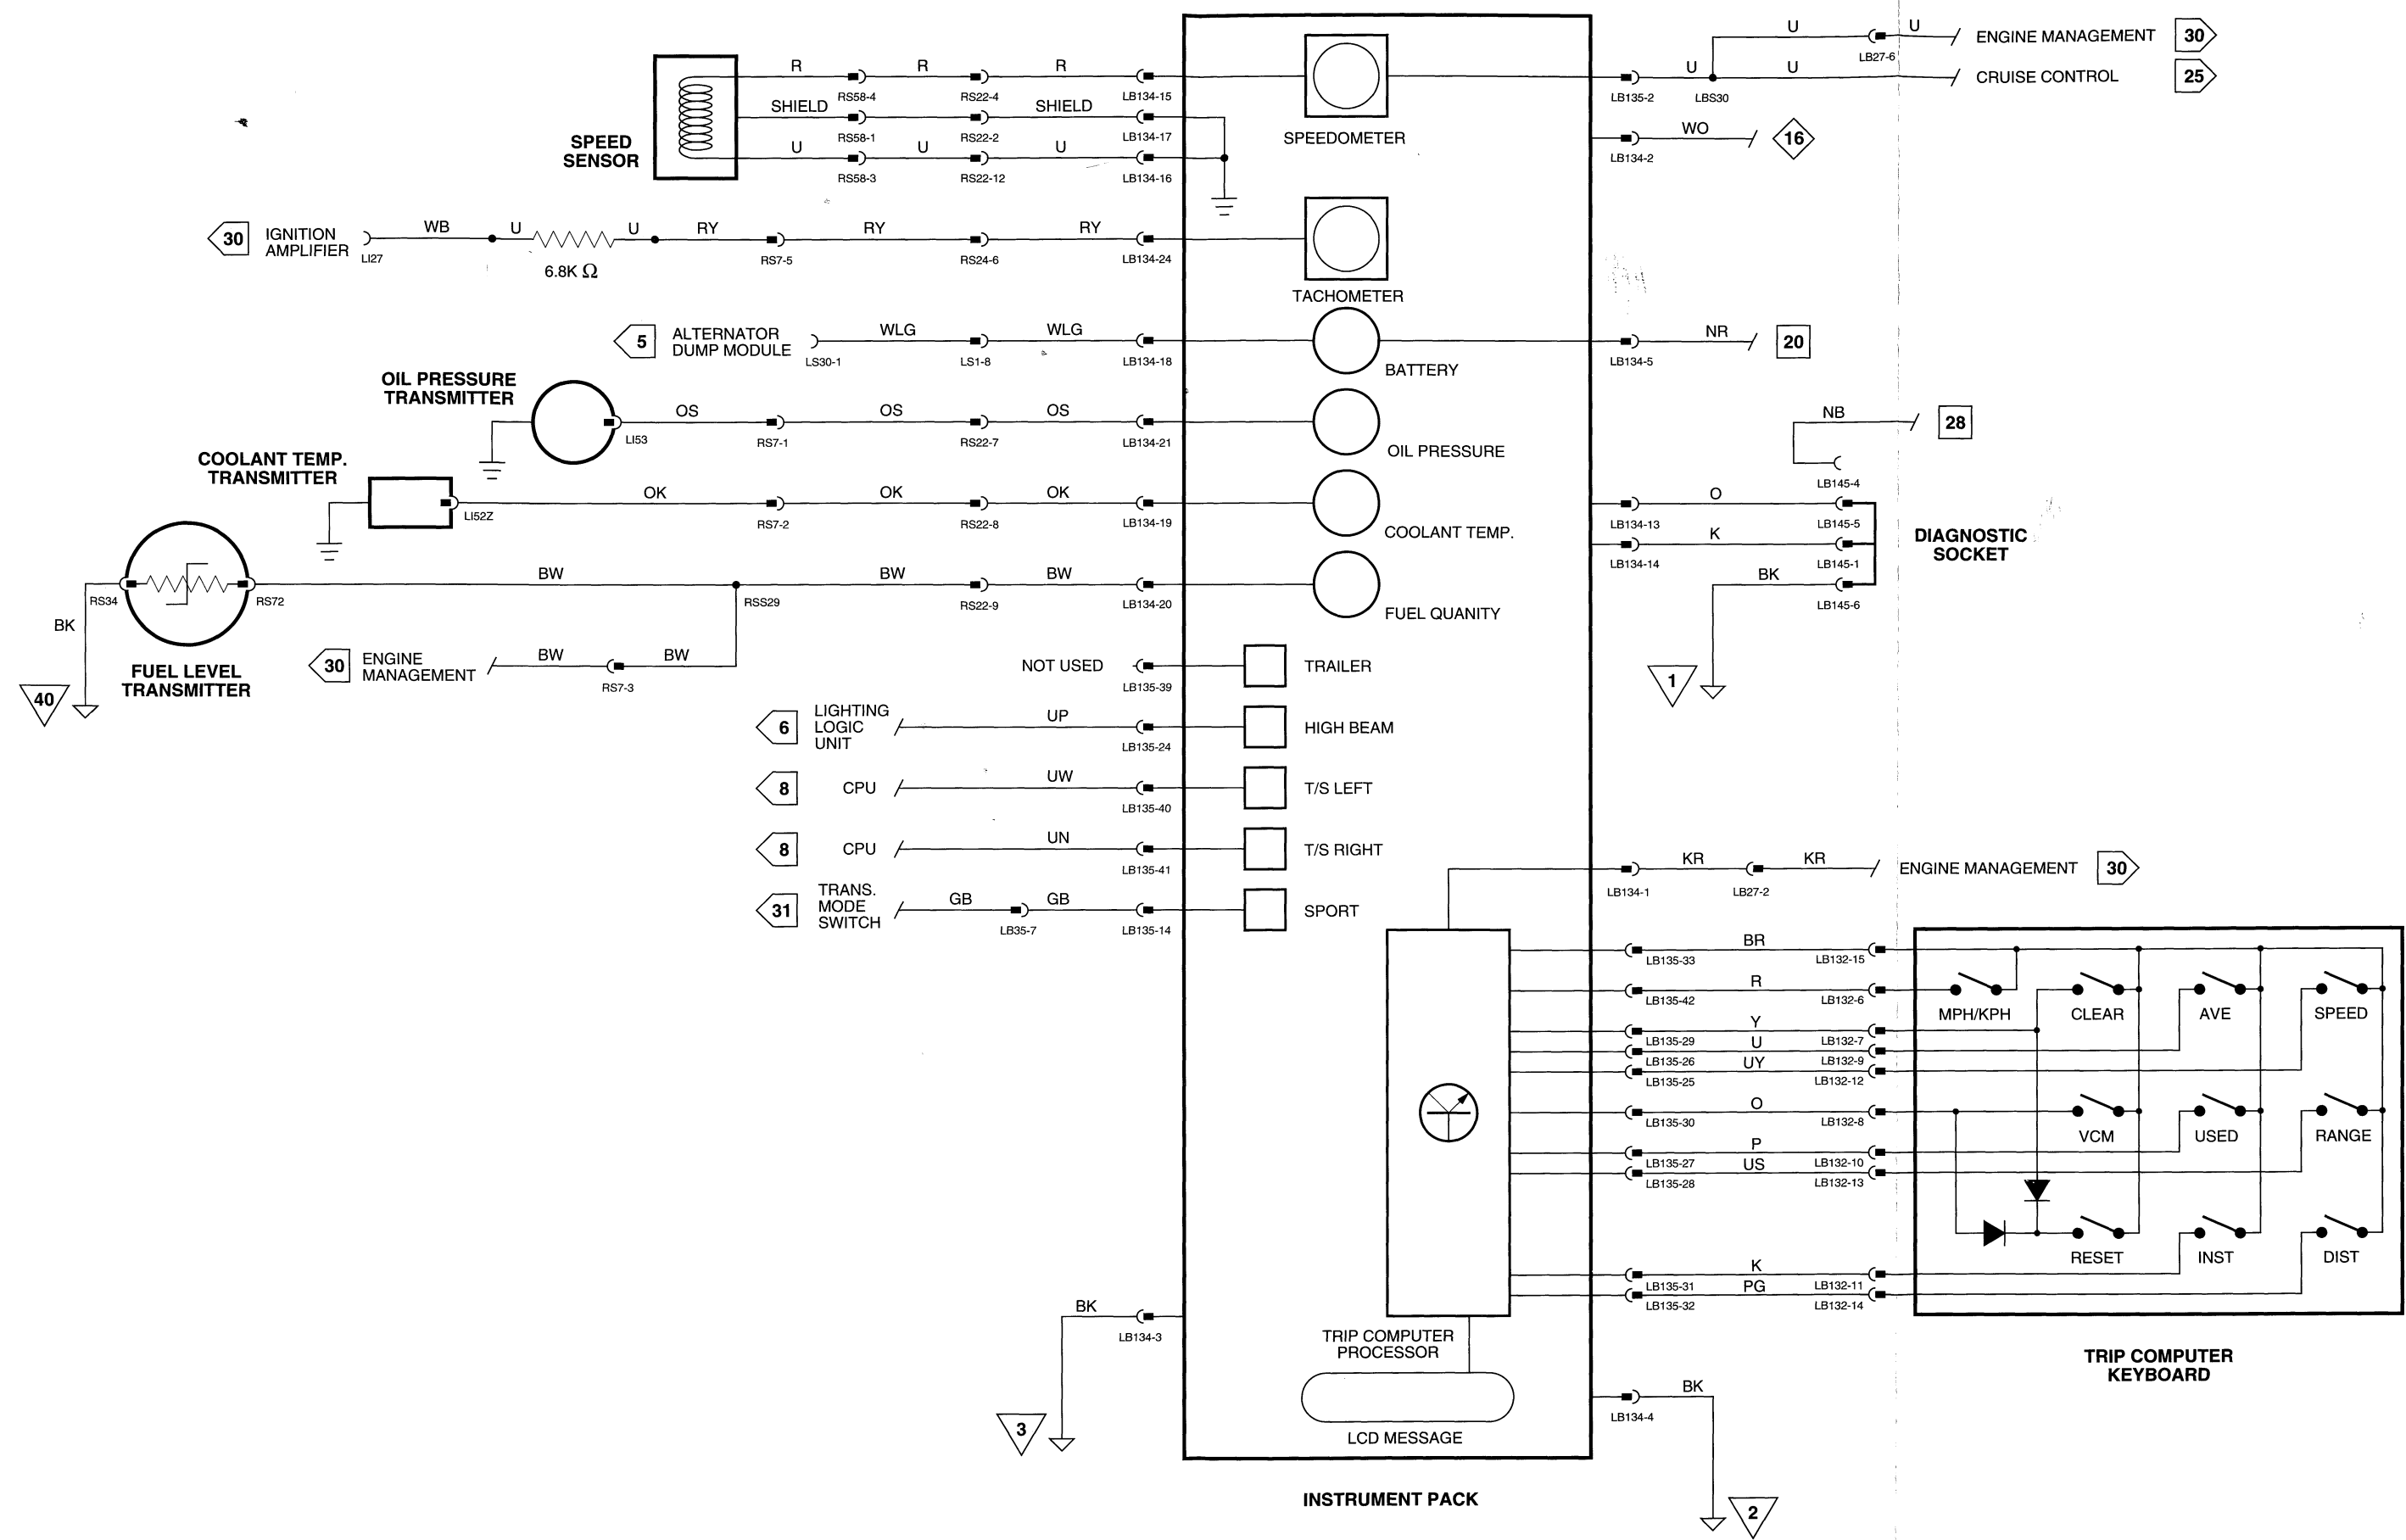 U
U
ENGINE MANAGEMENT
30
LB27-6
R
R
R
U
U
CRUISE CONTROL
25
RS58-4
RS22-4
LB134-15
LB135-2
LBS30
SHIELD
SHIELD
SPEED
SENSOR
RS58-1
RS22-2
LB134-17
SPEEDOMETER
WO
16
LB134-2
U
U
U
RS58-3
RS22-12
LB134-16
30
IGNITION
AMPLIFIER
LI27
WB
U
U
6.8K Ω
RY
RY
RY
RS7-5
RS24-6
LB134-24
TACHOMETER
5
ALTERNATOR
DUMP MODULE
LS30-1
WLG
WLG
LS1-8
LB134-18
BATTERY
NR
20
LB134-5
OIL PRESSURE
TRANSMITTER
LI53
OS
OS
OS
RS7-1
RS22-7
LB134-21
OIL PRESSURE
NB
28
LB145-4
COOLANT TEMP.
TRANSMITTER
LI52Z
OK
OK
OK
RS7-2
RS22-8
LB134-19
COOLANT TEMP.
O
LB134-13
LB145-5
K
LB134-14
LB145-1
BK
LB145-6
DIAGNOSTIC
SOCKET
1
RS34
RS72
BW
BW
BW
RSS29
RS22-9
LB134-20
FUEL QUANITY
BK
40
FUEL LEVEL
TRANSMITTER
30
ENGINE
MANAGEMENT
BW
BW
RS7-3
NOT USED
LB135-39
TRAILER
6
LIGHTING
LOGIC
UNIT
UP
LB135-24
HIGH BEAM
8
CPU
UW
LB135-40
T/S LEFT
8
CPU
UN
LB135-41
T/S RIGHT
31
TRANS.
MODE
SWITCH
GB
GB
LB35-7
LB135-14
SPORT
KR
KR
ENGINE MANAGEMENT
30
LB134-1
LB27-2
BR
LB135-33
LB132-15
R
LB135-42
LB132-6
MPH/KPH
CLEAR
AVE
SPEED
Y
LB135-29
LB132-7
U
LB135-26
LB132-9
UY
LB135-25
LB132-12
O
LB135-30
LB132-8
VCM
USED
RANGE
P
LB135-27
LB132-10
US
LB135-28
LB132-13
RESET
INST
DIST
K
LB135-31
LB132-11
PG
LB135-32
LB132-14
BK
LB134-3
3
TRIP COMPUTER
PROCESSOR
TRIP COMPUTER
KEYBOARD
LCD MESSAGE
BK
LB134-4
2
INSTRUMENT PACK
U